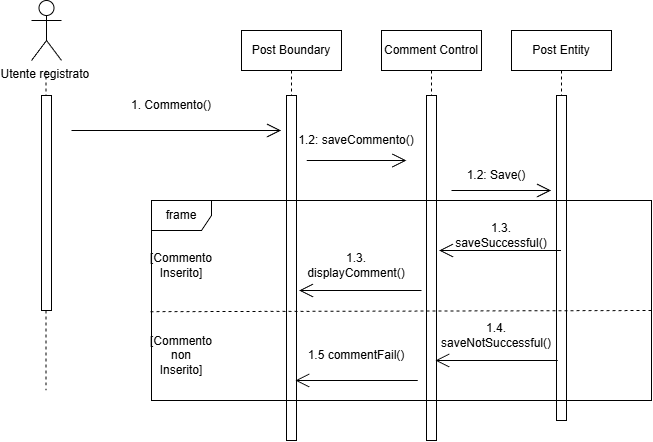 Utente registrato
Post Boundary
Comment Control
Post Entity
1. Commento()
1.2: saveCommento()
1.2: Save()
frame
[Commento
Inserito]
1.3.
saveSuccessful()
1.3.
displayComment()
[Commento
non
Inserito]
1.4.
saveNotSuccessful()
1.5 commentFail()